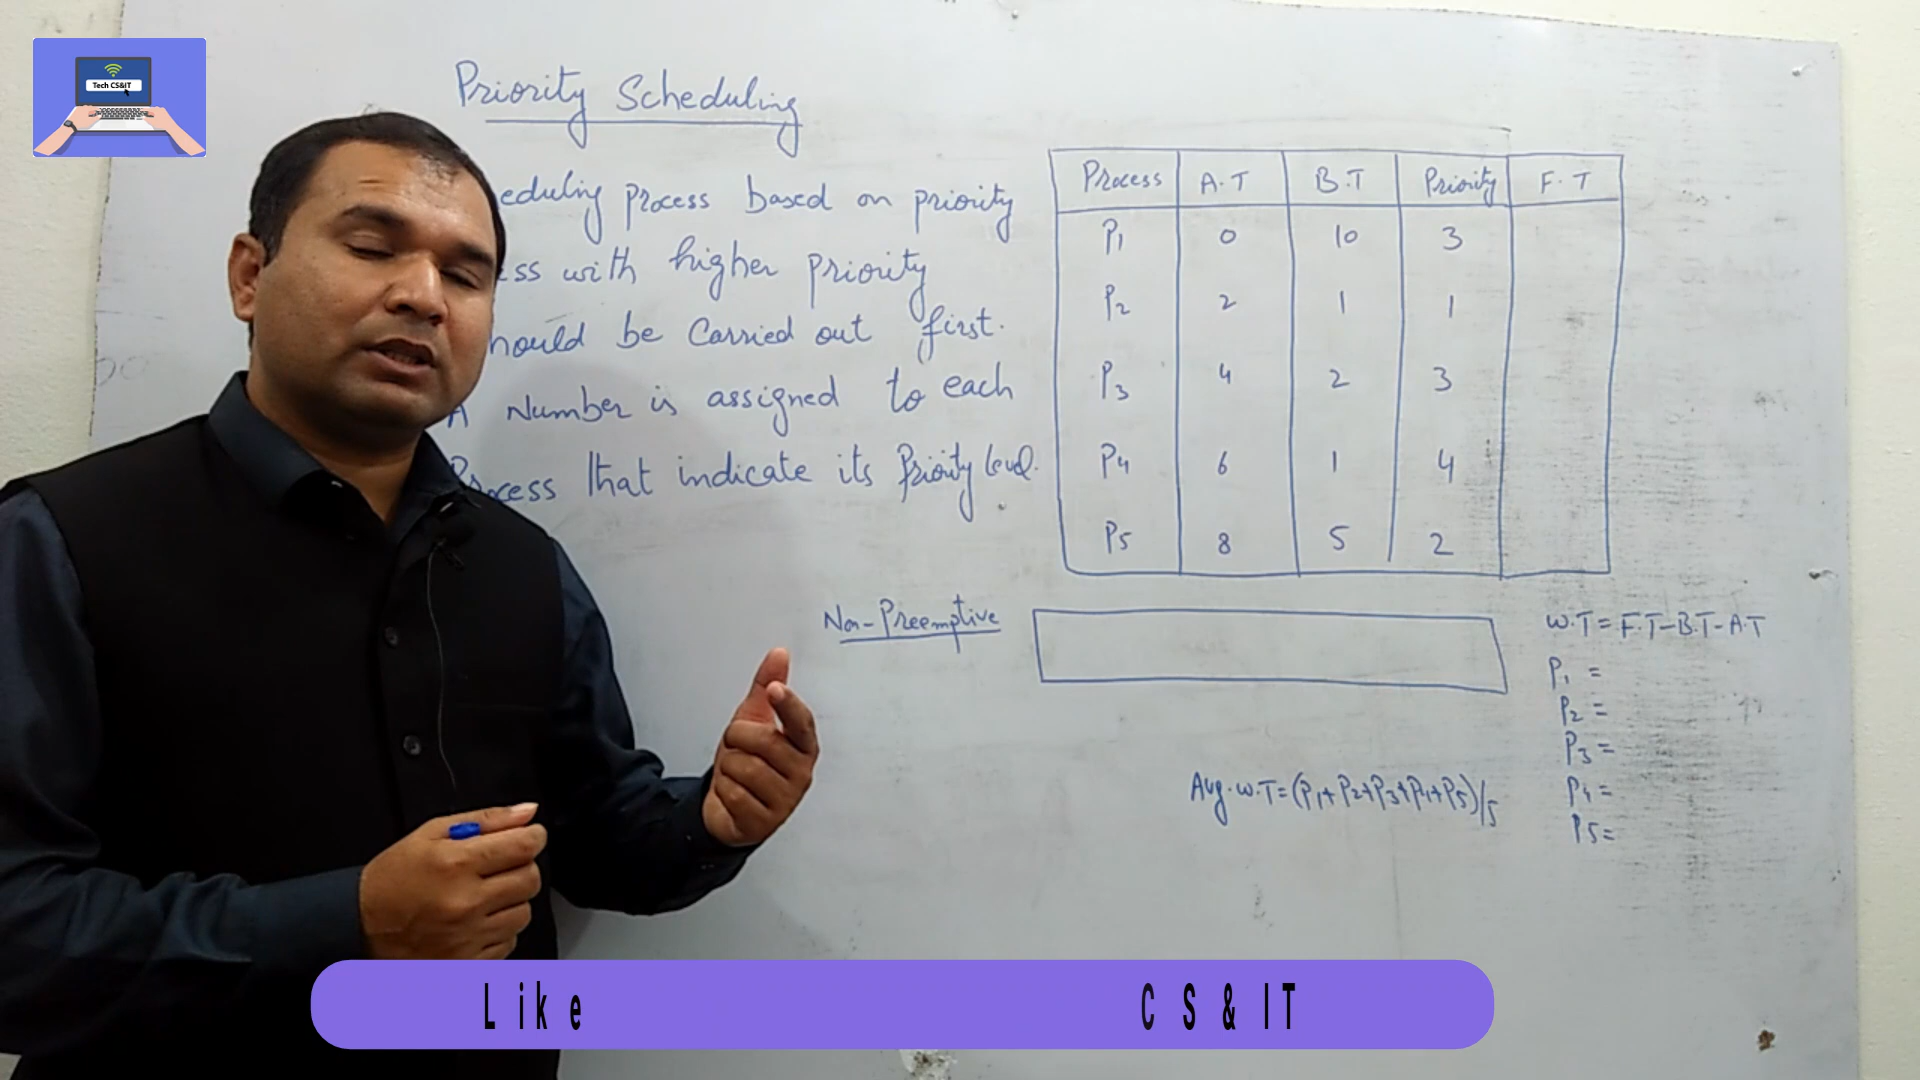 Tech CS&IT
Priority Scheduling
eduling process based on priority
ess with higher priority
hould be Carried out first.
A Number is assigned to each
Process that indicate its Priority level.
Process A.T B.T Priority F.T
P1 0 10 3
P2 2 1 1
P3 4 2 3
P4 6 1 4
P5 8 5 2
Non-Preemptive
W.T = F.T-B.T-A.T
P1 =
P2 =
P3 =
P4 =
P5 =
Avg.W.T=(P1+P2+P3+P4+P5)/5
Like CS&IT